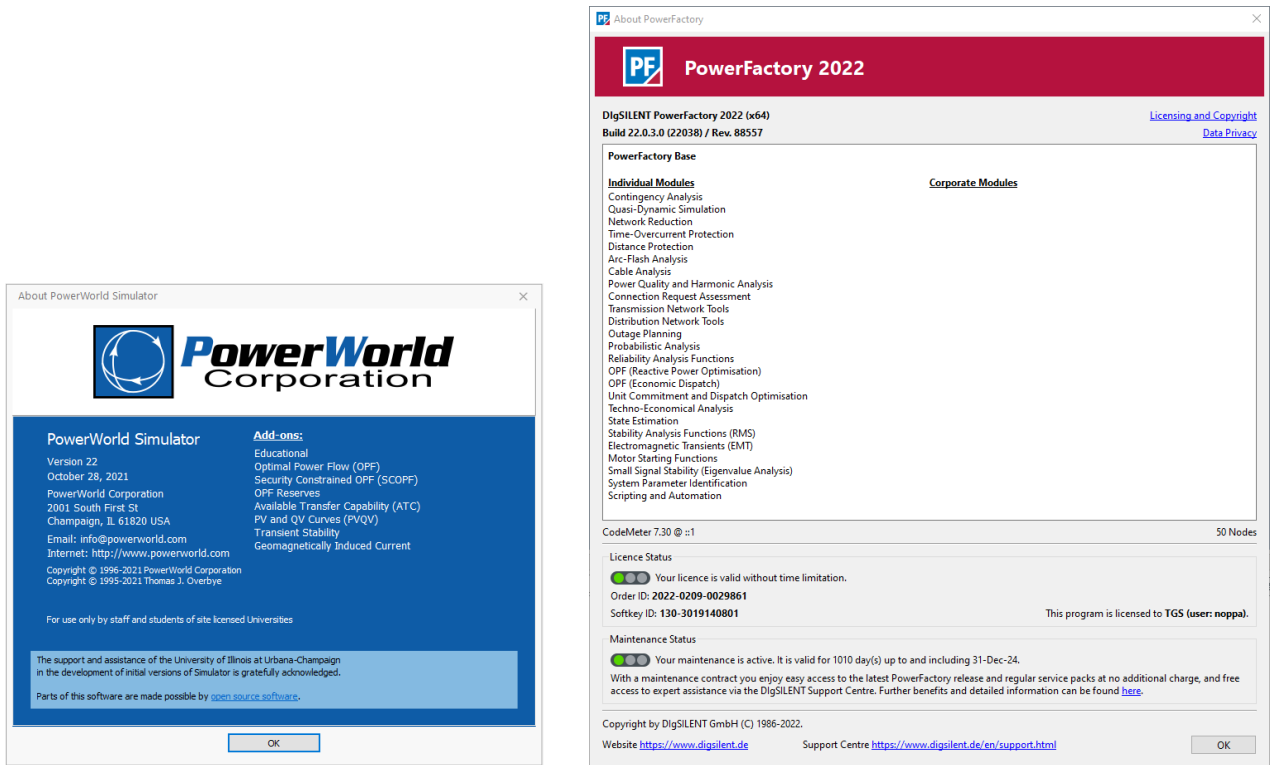 About PowerWorld Simulator
PowerWorld
Corporation
PowerWorld Simulator
Version 22
October 28, 2021
PowerWorld Corporation
2001 South First St
Champaign, IL 61820 USA
Email: info@powerworld.com
Internet: http://www.powerworld.com
Copyright © 1996-2021 PowerWorld Corporation
Copyright © 1995-2021 Thomas J. Overbye
Add-ons:
Educational
Optimal Power Flow (OPF)
Security Constrained OPF (SCOPF)
OPF Reserves
Available Transfer Capability (ATC)
PV and QV Curves (PVQV)
Transient Stability
Geomagnetically Induced Current
For use only by staff and students of site licensed Universities
The support and assistance of the University of Illinois at Urbana-Champaign
in the development of initial versions of Simulator is gratefully acknowledged.
Parts of this software are made possible by open source software.
OK
PF About PowerFactory
PF PowerFactory 2022
DIgSILENT PowerFactory 2022 (x64)
Licensing and Copyright
Build 22.0.3.0 (22038) / Rev. 88557
Data Privacy
PowerFactory Base
Individual Modules
Contingency Analysis
Quasi-Dynamic Simulation
Network Reduction
Time-Overcurrent Protection
Distance Protection
Arc-Flash Analysis
Cable Analysis
Power Quality and Harmonic Analysis
Connection Request Assessment
Transmission Network Tools
Distribution Network Tools
Outage Planning
Probabilistic Analysis
Reliability Analysis Functions
OPF (Reactive Power Optimisation)
OPF (Economic Dispatch)
Unit Commitment and Dispatch Optimisation
Techno-Economical Analysis
State Estimation
Stability Analysis Functions (RMS)
Electromagnetic Transients (EMT)
Motor Starting Functions
Small Signal Stability (Eigenvalue Analysis)
System Parameter Identification
Scripting and Automation
Corporate Modules
CodeMeter 7.30 @ ::1
50 Nodes
Licence Status
Your licence is valid without time limitation.
Order ID: 2022-0209-0029861
Softkey ID: 130-3019140801
This program is licensed to TGS (user: noppa).
Maintenance Status
Your maintenance is active. It is valid for 1010 day(s) up to and including 31-Dec-24.
With a maintenance contract you enjoy easy access to the latest PowerFactory release and regular service packs at no additional charge, and free
access to expert assistance via the DIgSILENT Support Centre. Further benefits and detailed information can be found here.
Copyright by DIgSILENT GmbH (C) 1986-2022.
Website https://www.digsilent.de
Support Centre https://www.digsilent.de/en/support.html
OK